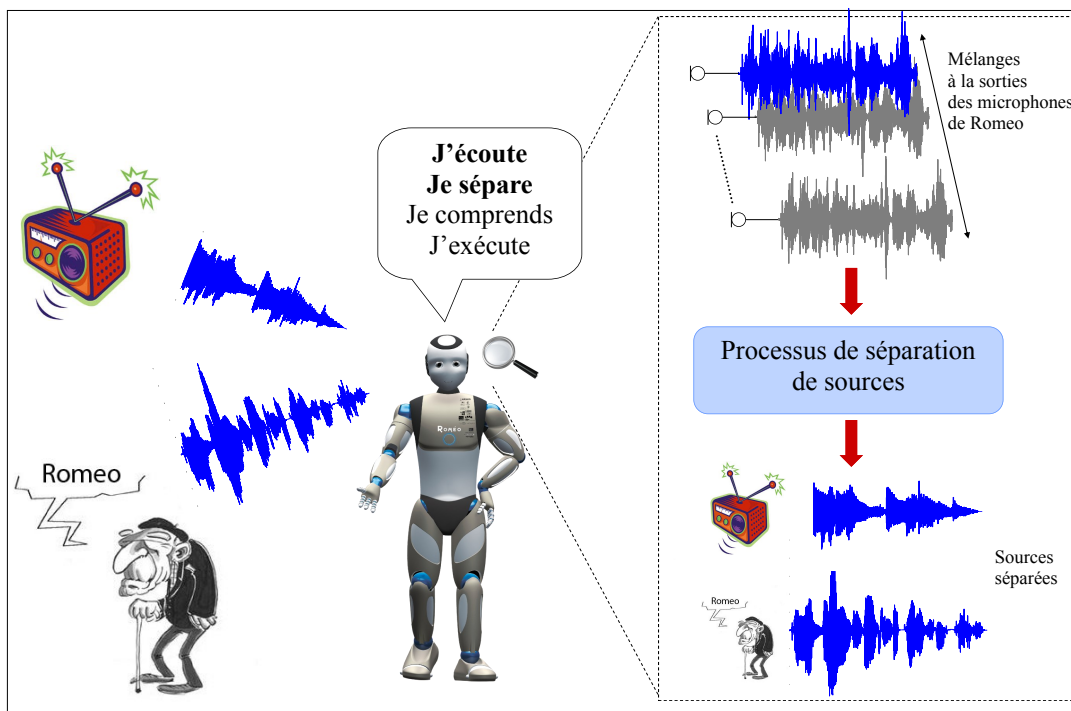 J'écoute
Je sépare
Je comprends
J'exécute
Romeo
ROMEO
Mélanges
à la sorties
des microphones
de Romeo
Processus de séparation
de sources
Romeo
Sources
séparées